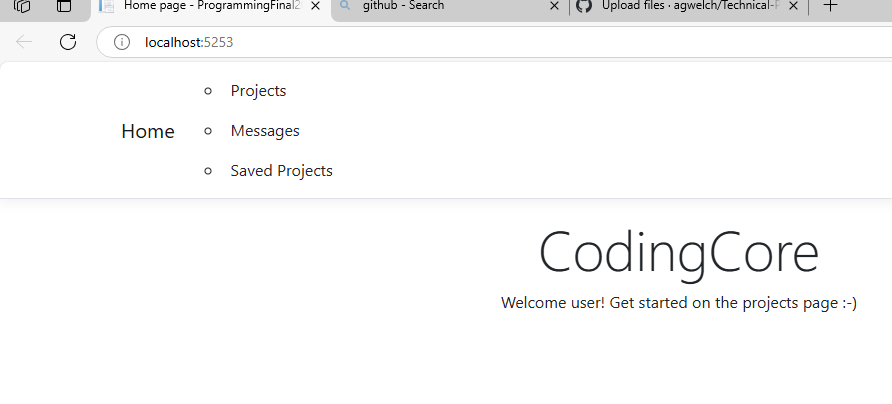 Home page - ProgrammingFinal2
github - Search
Upload files · agwelch/Technical-P
localhost:5253
Projects
Home
Messages
Saved Projects
CodingCore
Welcome user! Get started on the projects page :-)